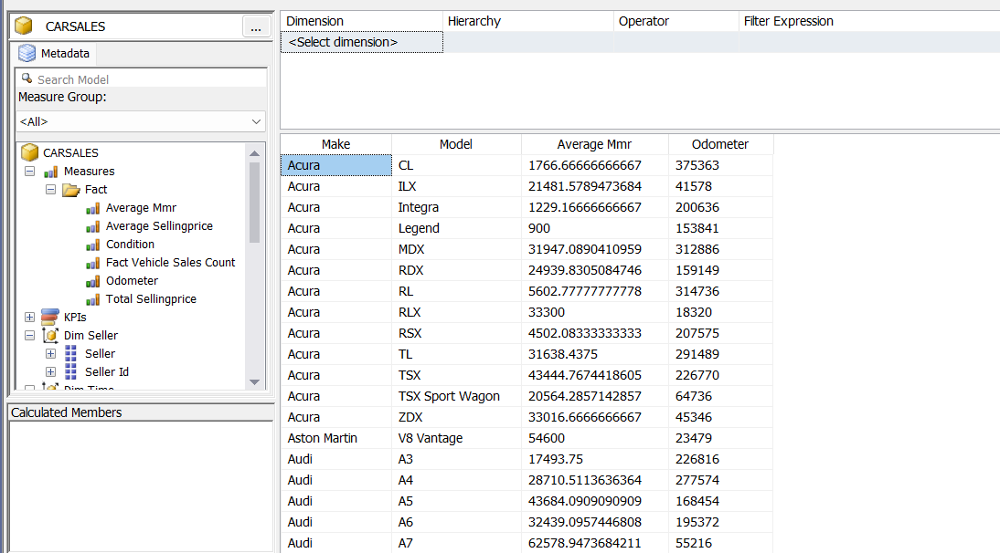 CARSALES
...
Metadata
Search Model
Measure Group:
<All>
CARSALES
Measures
Fact
Average Mmr
Average Sellingprice
Condition
Fact Vehicle Sales Count
Odometer
Total Sellingprice
KPIs
Dim Seller
Seller
Seller Id
Dim Time
Calculated Members
Dimension Hierarchy Operator Filter Expression
<Select dimension>
Make Model Average Mmr Odometer
Acura CL 1766.66666666667 375363
Acura ILX 21481.5789473684 41578
Acura Integra 1229.16666666667 200636
Acura Legend 900 153841
Acura MDX 31947.0890410959 312886
Acura RDX 24939.8305084746 159149
Acura RL 5602.77777777778 314736
Acura RLX 33300 18320
Acura RSX 4502.08333333333 207575
Acura TL 31638.4375 291489
Acura TSX 43444.7674418605 226770
Acura TSX Sport Wagon 20564.2857142857 64736
Acura ZDX 33016.6666666667 45346
Aston Martin V8 Vantage 54600 23479
Audi A3 17493.75 226816
Audi A4 28710.5113636364 277574
Audi A5 43684.0909090909 168454
Audi A6 32439.0957446808 195372
Audi A7 62578.9473684211 55216